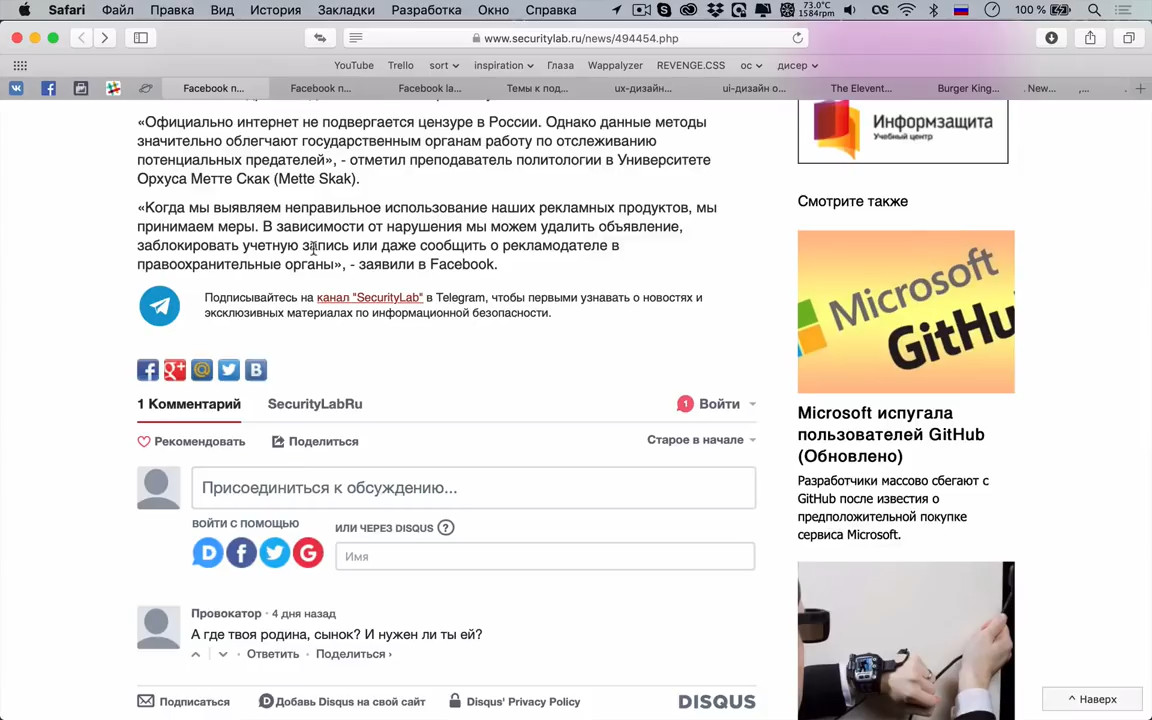 Safari Файл Правка Вид История Закладки Разработка Окно Справка 73.0°C 1584rpm 100 %
www.securitylab.ru/news/494454.php
YouTube Trello sort inspiration Глаза Wappalyzer REVENGE.CSS ос дисер
Facebook п... Facebook п... Facebook la... Темы к под... ux-дизайн... ui-дизайн о... The Elevent... Burger King... . New... ,...
«Официально интернет не подвергается цензуре в России. Однако данные методы
значительно облегчают государственным органам работу по отслеживанию
потенциальных предателей», - отметил преподаватель политологии в Университете
Орхуса Метте Скак (Mette Skak).
«Когда мы выявляем неправильное использование наших рекламных продуктов, мы
принимаем меры. В зависимости от нарушения мы можем удалить объявление,
заблокировать учетную запись или даже сообщить о рекламодателе в
правоохранительные органы», - заявили в Facebook.
Подписывайтесь на канал "SecurityLab" в Telegram, чтобы первыми узнавать о новостях и
эксклюзивных материалах по информационной безопасности.
1 Комментарий SecurityLabRu 1 Войти
Рекомендовать Поделиться Старое в начале
Присоединиться к обсуждению...
ВОЙТИ С ПОМОЩЬЮ ИЛИ ЧЕРЕЗ DISQUS ?
Имя
Провокатор · 4 дня назад
А где твоя родина, сынок? И нужен ли ты ей?
Ответить · Поделиться ›
Подписаться Добавь Disqus на свой сайт Disqus' Privacy Policy DISQUS
Информзащита
Учебный центр
Смотрите также
Microsoft
GitHu
Microsoft испугала
пользователей GitHub
(Обновлено)
Разработчики массово сбегают с
GitHub после известия о
предположительной покупке
сервиса Microsoft.
^ Наверх